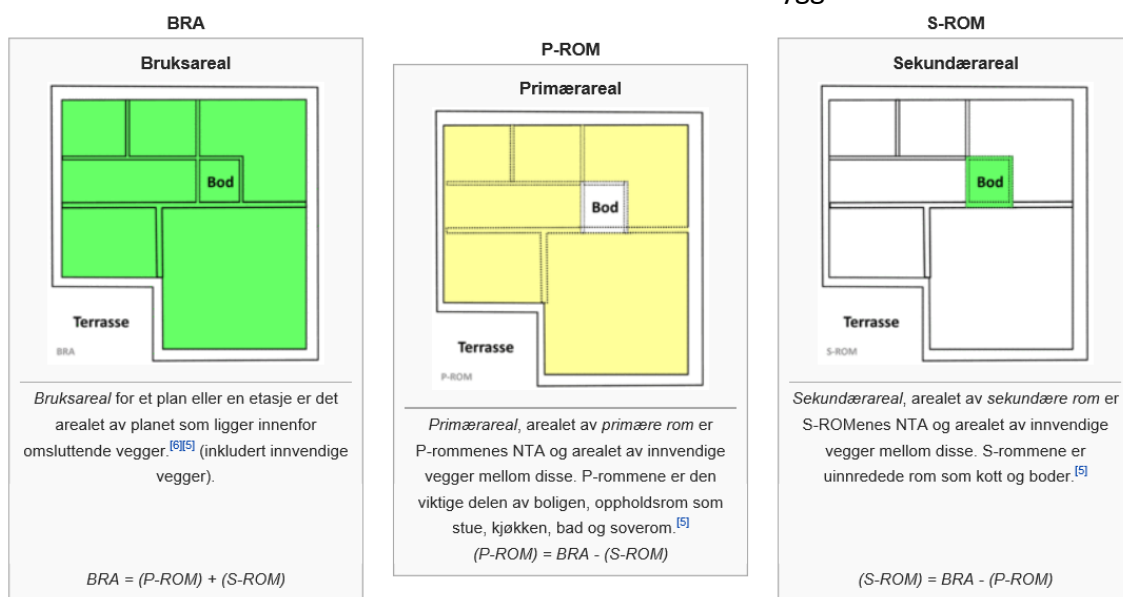 BRA
Bruksareal
Bod
Terrasse
BRA
Bruksareal for et plan eller en etasje er det
arealet av planet som ligger innenfor
omsluttende vegger.[6][5] (inkludert innvendige
vegger).
BRA = (P-ROM) + (S-ROM)
P-ROM
Primærareal
Bod
Terrasse
P-ROM
Primærareal, arealet av primære rom er
P-rommenes NTA og arealet av innvendige
vegger mellom disse. P-rommene er den
viktige delen av boligen, oppholdsrom som
stue, kjøkken, bad og soverom.[5]
(P-ROM) = BRA - (S-ROM)
S-ROM
Sekundærareal
Bod
Terrasse
S-ROM
Sekundærareal, arealet av sekundære rom er
S-ROMenes NTA og arealet av innvendige
vegger mellom disse. S-rommene er
uinnredede rom som kott og boder.[5]
(S-ROM) = BRA - (P-ROM)